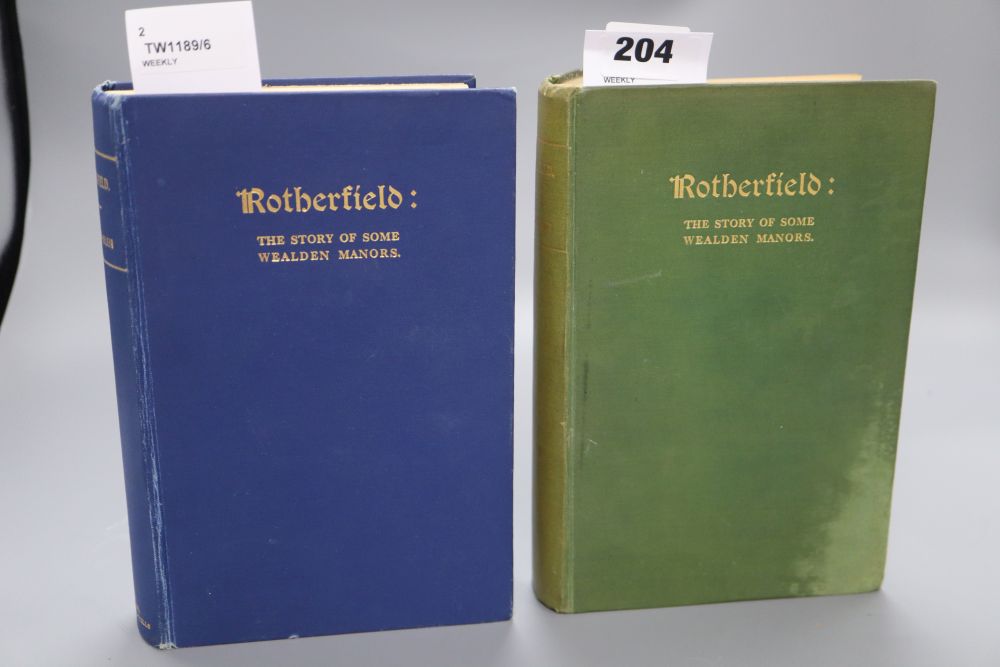 2
TW1189/6
WEEKLY
204
WEEKLY
Rotherfield:
THE STORY OF SOME
WEALDEN MANORS.
Rotherfield:
THE STORY OF SOME
WEALDEN MANORS.